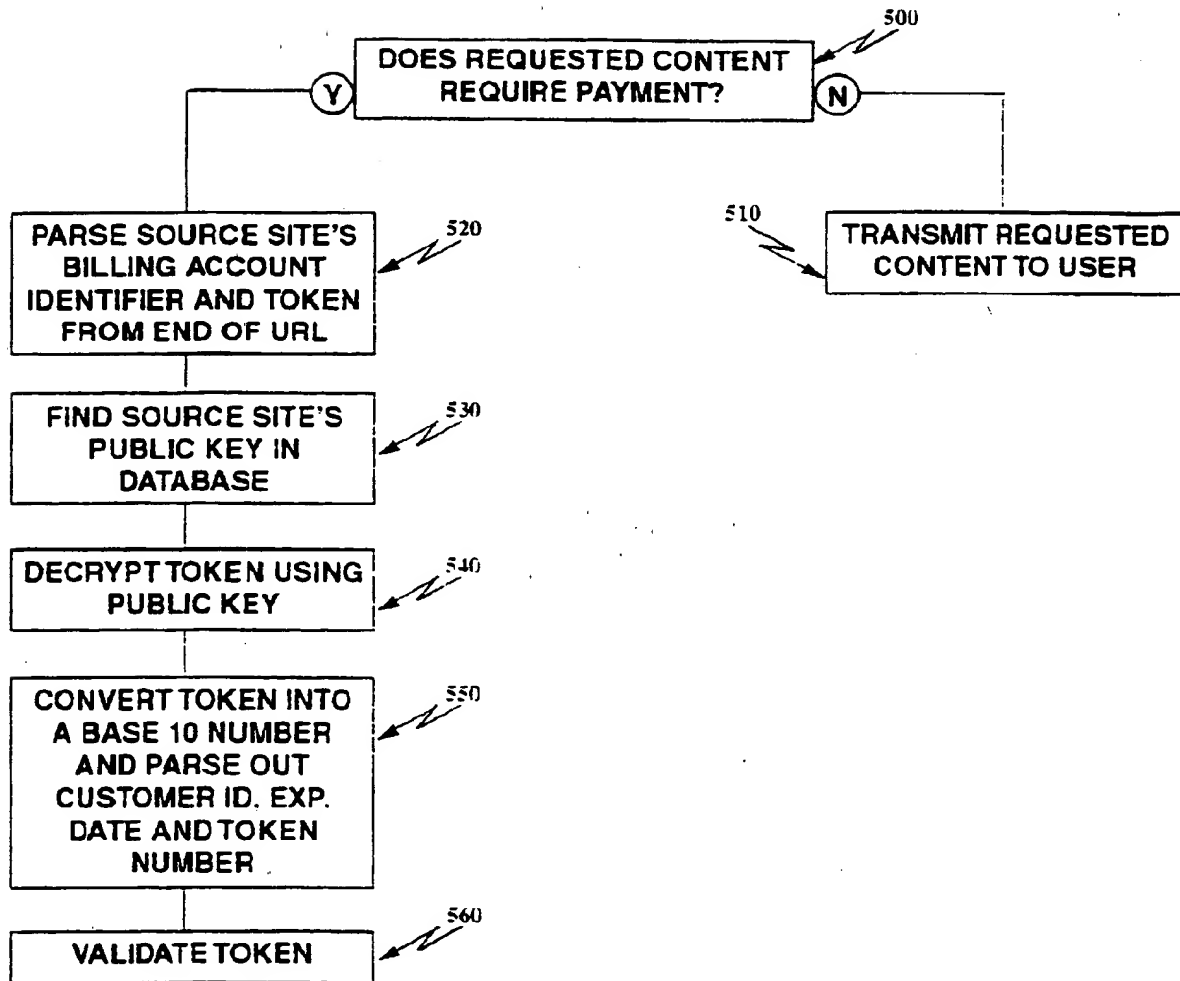 500
DOES REQUESTED CONTENT
REQUIRE PAYMENT?
Y
N
520
PARSE SOURCE SITE'S
BILLING ACCOUNT
IDENTIFIER AND TOKEN
FROM END OF URL
510
TRANSMIT REQUESTED
CONTENT TO USER
530
FIND SOURCE SITE'S
PUBLIC KEY IN
DATABASE
540
DECRYPT TOKEN USING
PUBLIC KEY
550
CONVERT TOKEN INTO
A BASE 10 NUMBER
AND PARSE OUT
CUSTOMER ID. EXP.
DATE AND TOKEN
NUMBER
560
VALIDATE TOKEN